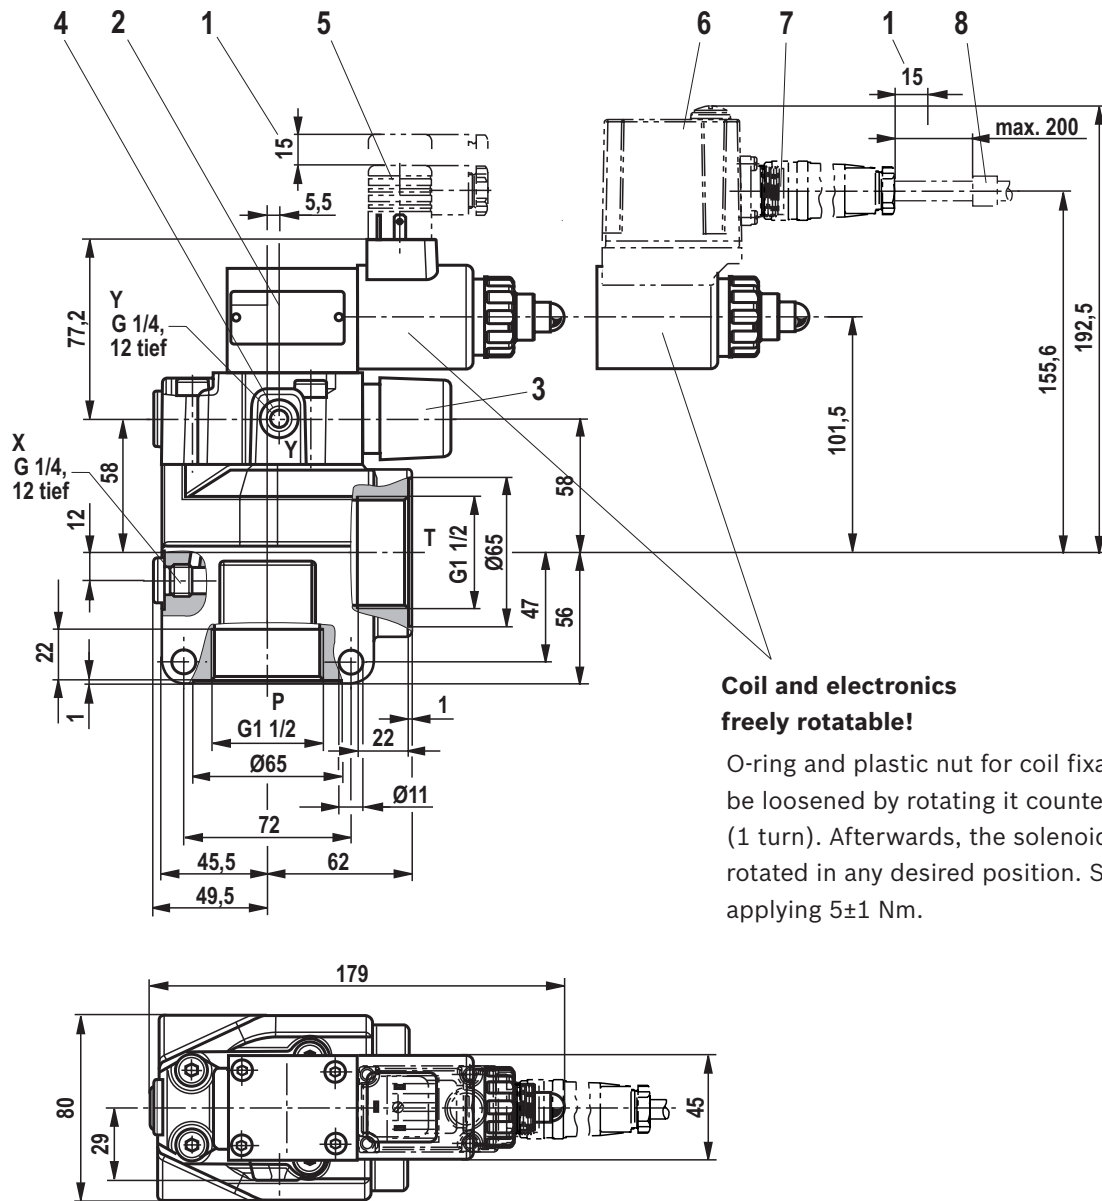 4 2 1 5 6 7 1 8
15
max. 200
15
5,5
77,2
Y
G 1/4,
12 tief
192,5
155,6
101,5
3
Y
X
G 1/4,
12 tief
58
58
12
T
G1 1/2
Ø65
47
56
22
1
P
G1 1/2
1
22
Ø65
Ø11
72
45,5
62
49,5
Coil and electronics
freely rotatable!
O-ring and plastic nut for coil fixa
be loosened by rotating it counte
(1 turn). Afterwards, the solenoid
rotated in any desired position. S
applying 5±1 Nm.
179
80
29
45